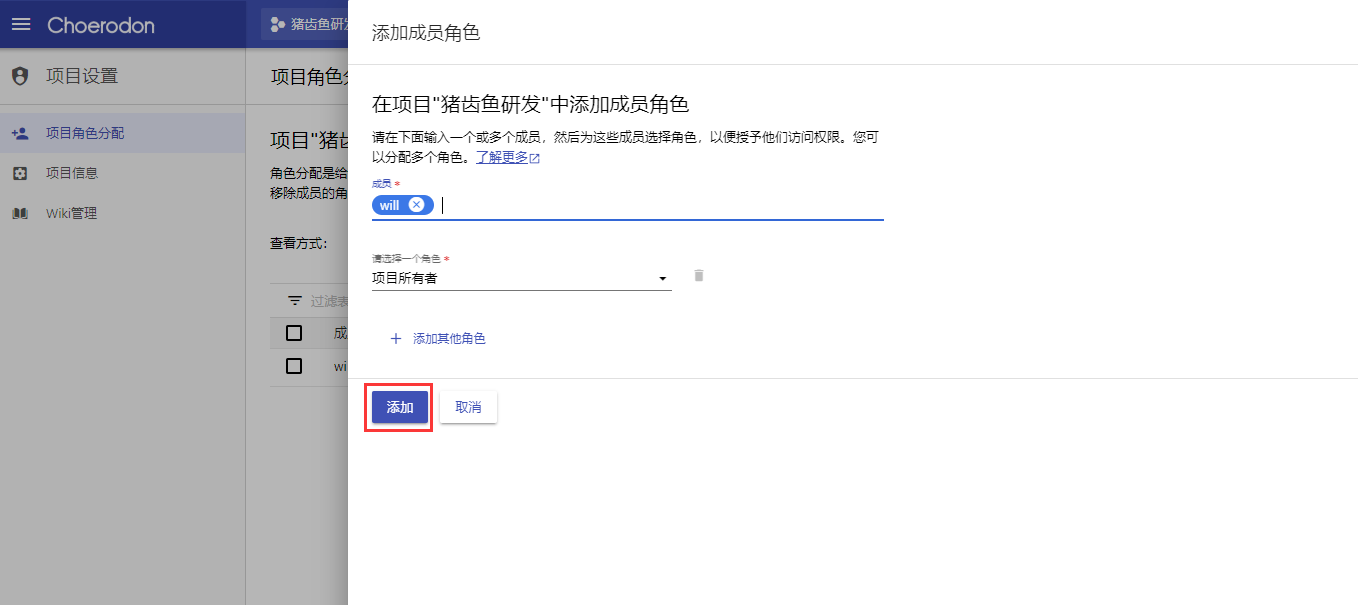 Choerodon
猪齿鱼研发
项目设置
项目角色分配
项目信息
Wiki管理
项目角色分
项目"猪齿
角色分配是给
移除成员的角
查看方式：
过滤表
成
wi
添加成员角色
在项目"猪齿鱼研发"中添加成员角色
请在下面输入一个或多个成员，然后为这些成员选择角色，以便授予他们访问权限。您可
以分配多个角色。了解更多
成员 *
will
请选择一个角色 *
项目所有者
添加其他角色
添加 取消